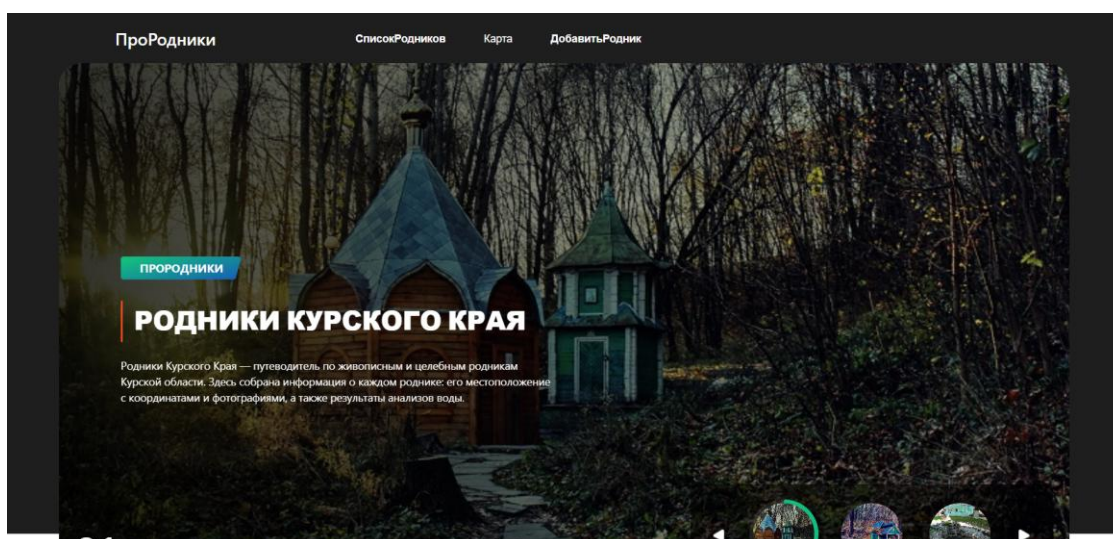 ПроРодники
СписокРодников
Карта
ДобавитьРодник
ПРОРОДНИКИ
РОДНИКИ КУРСКОГО КРАЯ
Родники Курского Края — путеводитель по живописным и целебным родникам
Курской области. Здесь собрана информация о каждом роднике: его местоположение
с координатами и фотографиями, а также результаты анализов воды.